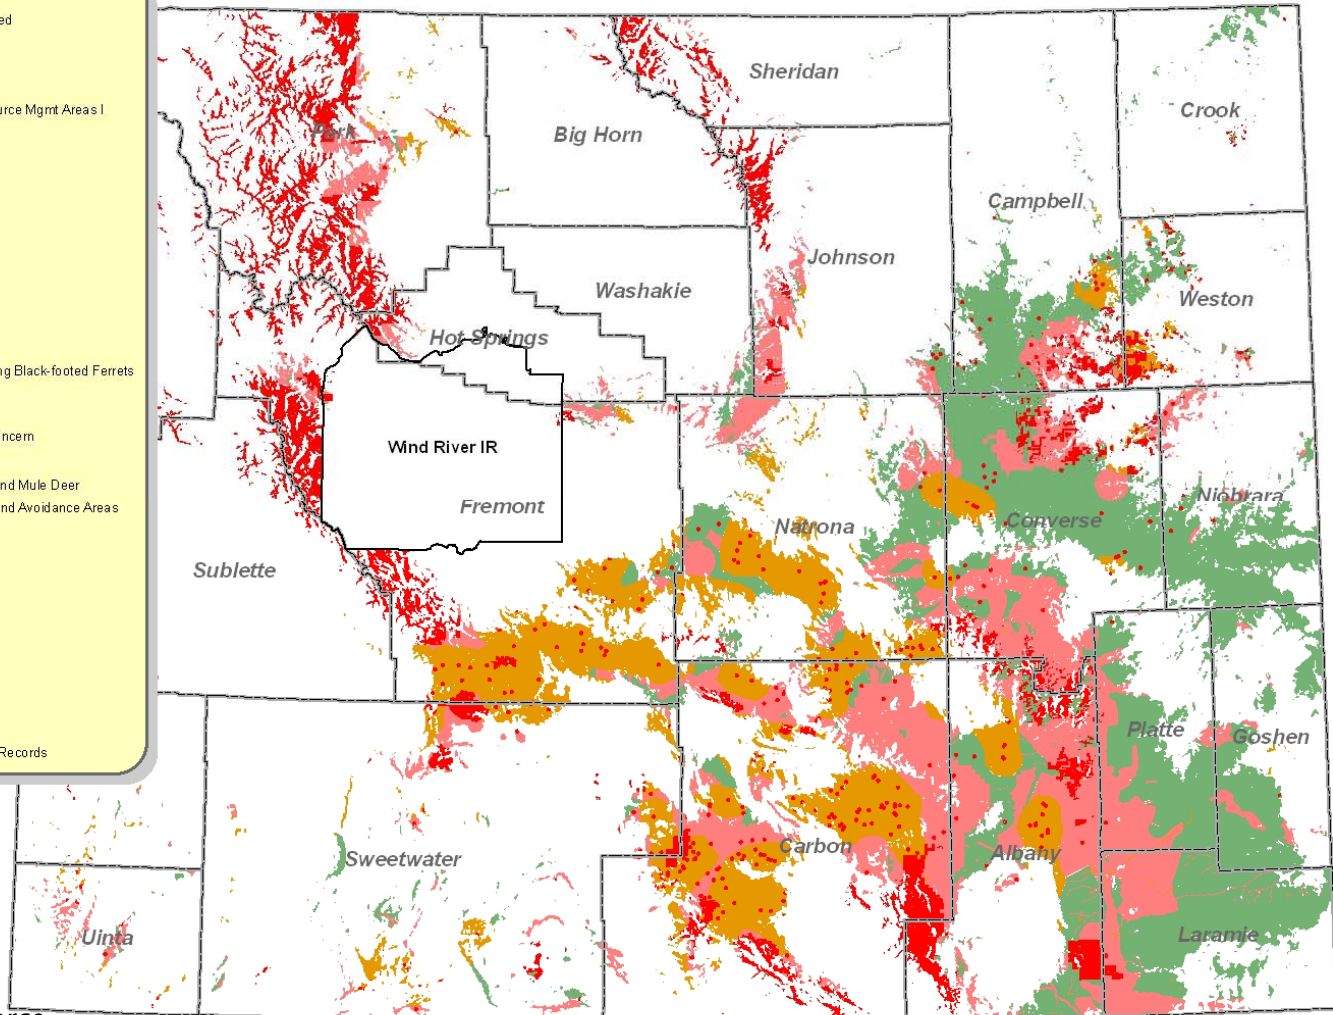 ed
urce Mgmt Areas I
ng Black-footed Ferrets
ncern
nd Mule Deer
nd Avoidance Areas
Records
Park
Big Horn
Sheridan
Crook
Campbell
Johnson
Washakie
Weston
Hot Springs
Wind River IR
Fremont
Natrona
Converse
Niobrara
Sublette
Platte
Goshen
Sweetwater
Carbon
Albany
Uinta
Laramie